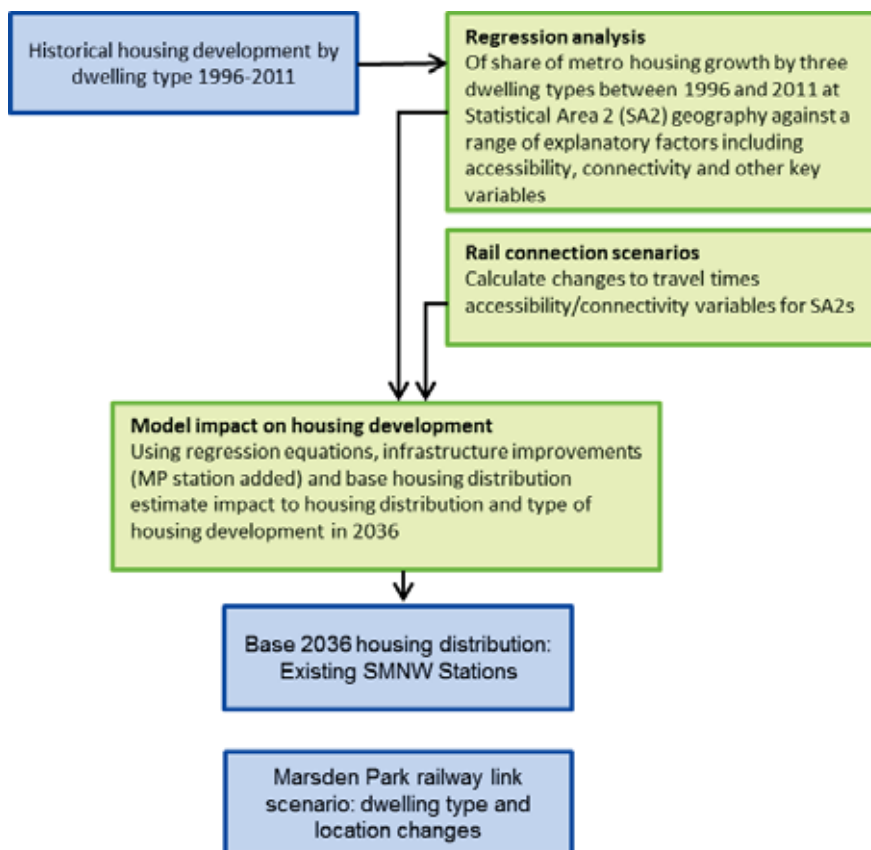 Historical housing development by
dwelling type 1996-2011
Regression analysis
Of share of metro housing growth by three
dwelling types between 1996 and 2011 at
Statistical Area 2 (SA2) geography against a
range of explanatory factors including
accessibility, connectivity and other key
variables
Rail connection scenarios
Calculate changes to travel times
accessibility/connectivity variables for SA2s
Model impact on housing development
Using regression equations, infrastructure improvements
(MP station added) and base housing distribution
estimate impact to housing distribution and type of
housing development in 2036
Base 2036 housing distribution:
Existing SMNW Stations
Marsden Park railway link
scenario: dwelling type and
location changes